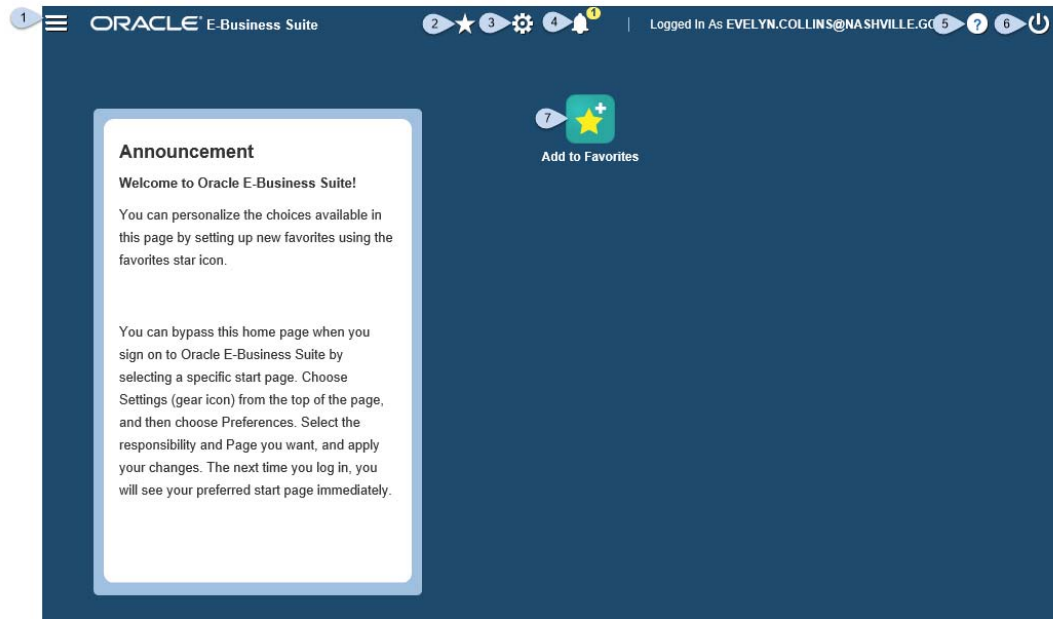 1 ORACLE E-Business Suite 2 3 4 1 | Logged In As EVELYN.COLLINS@NASHVILLE.GO 5 ? 6
7
Add to Favorites
Announcement
Welcome to Oracle E-Business Suite!
You can personalize the choices available in
this page by setting up new favorites using the
favorites star icon.
You can bypass this home page when you
sign on to Oracle E-Business Suite by
selecting a specific start page. Choose
Settings (gear icon) from the top of the page,
and then choose Preferences. Select the
responsibility and Page you want, and apply
your changes. The next time you log in, you
will see your preferred start page immediately.